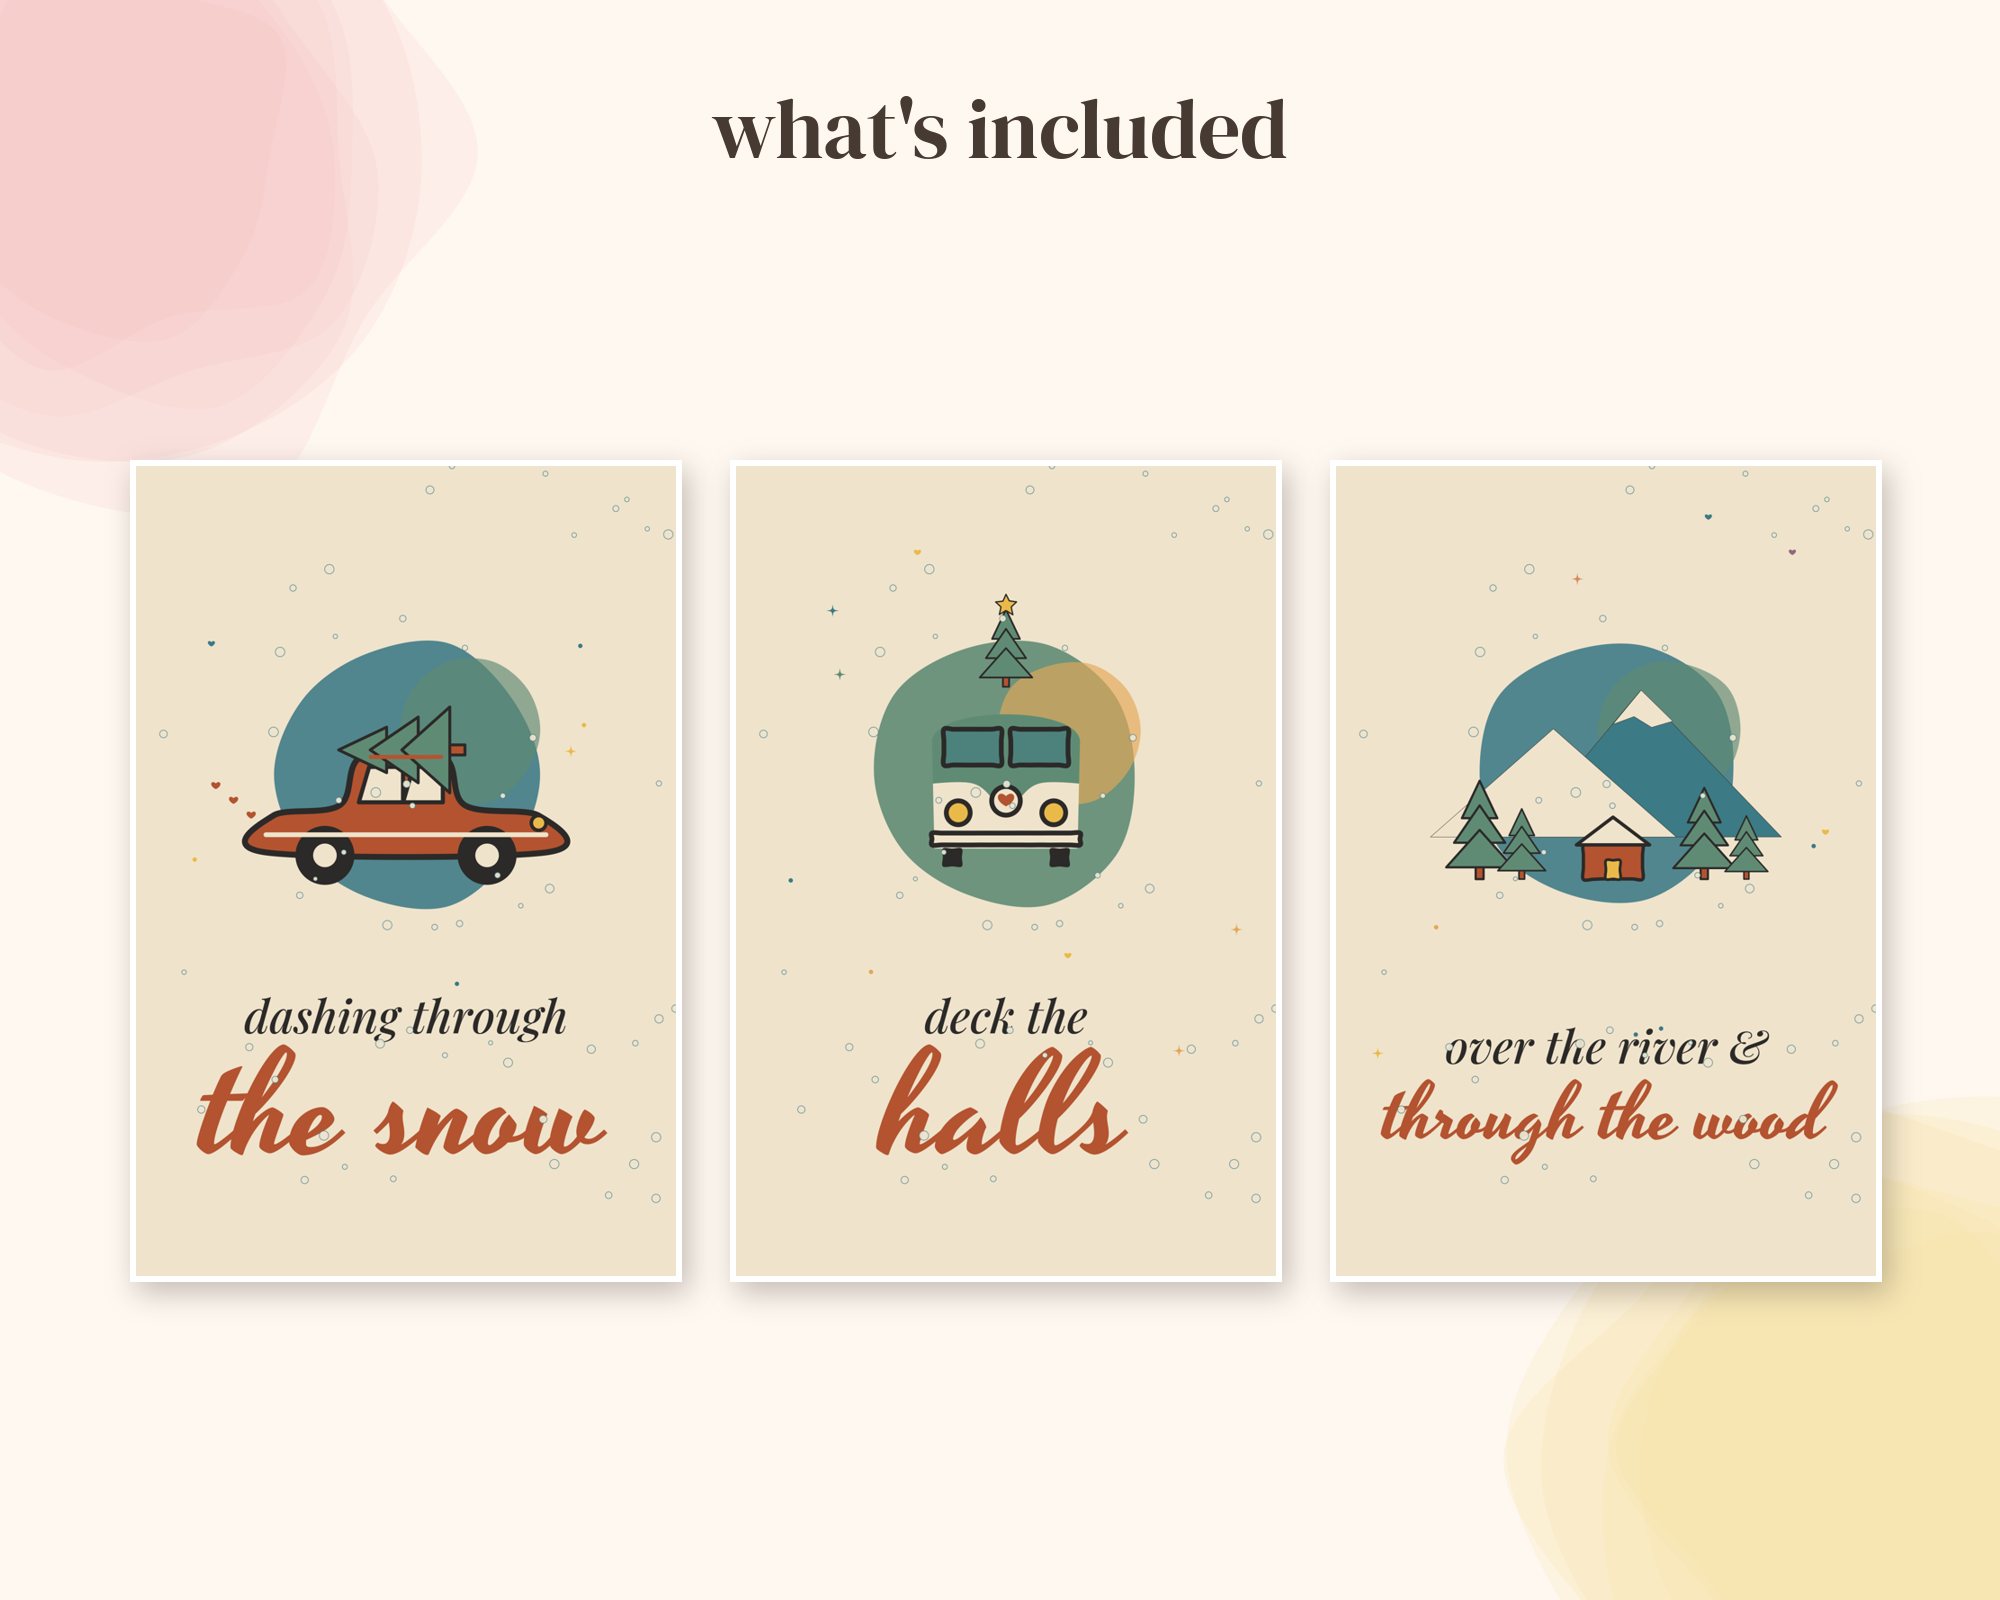 what's included
dashing through
the snow
deck the
halls
over the river &
through the wood